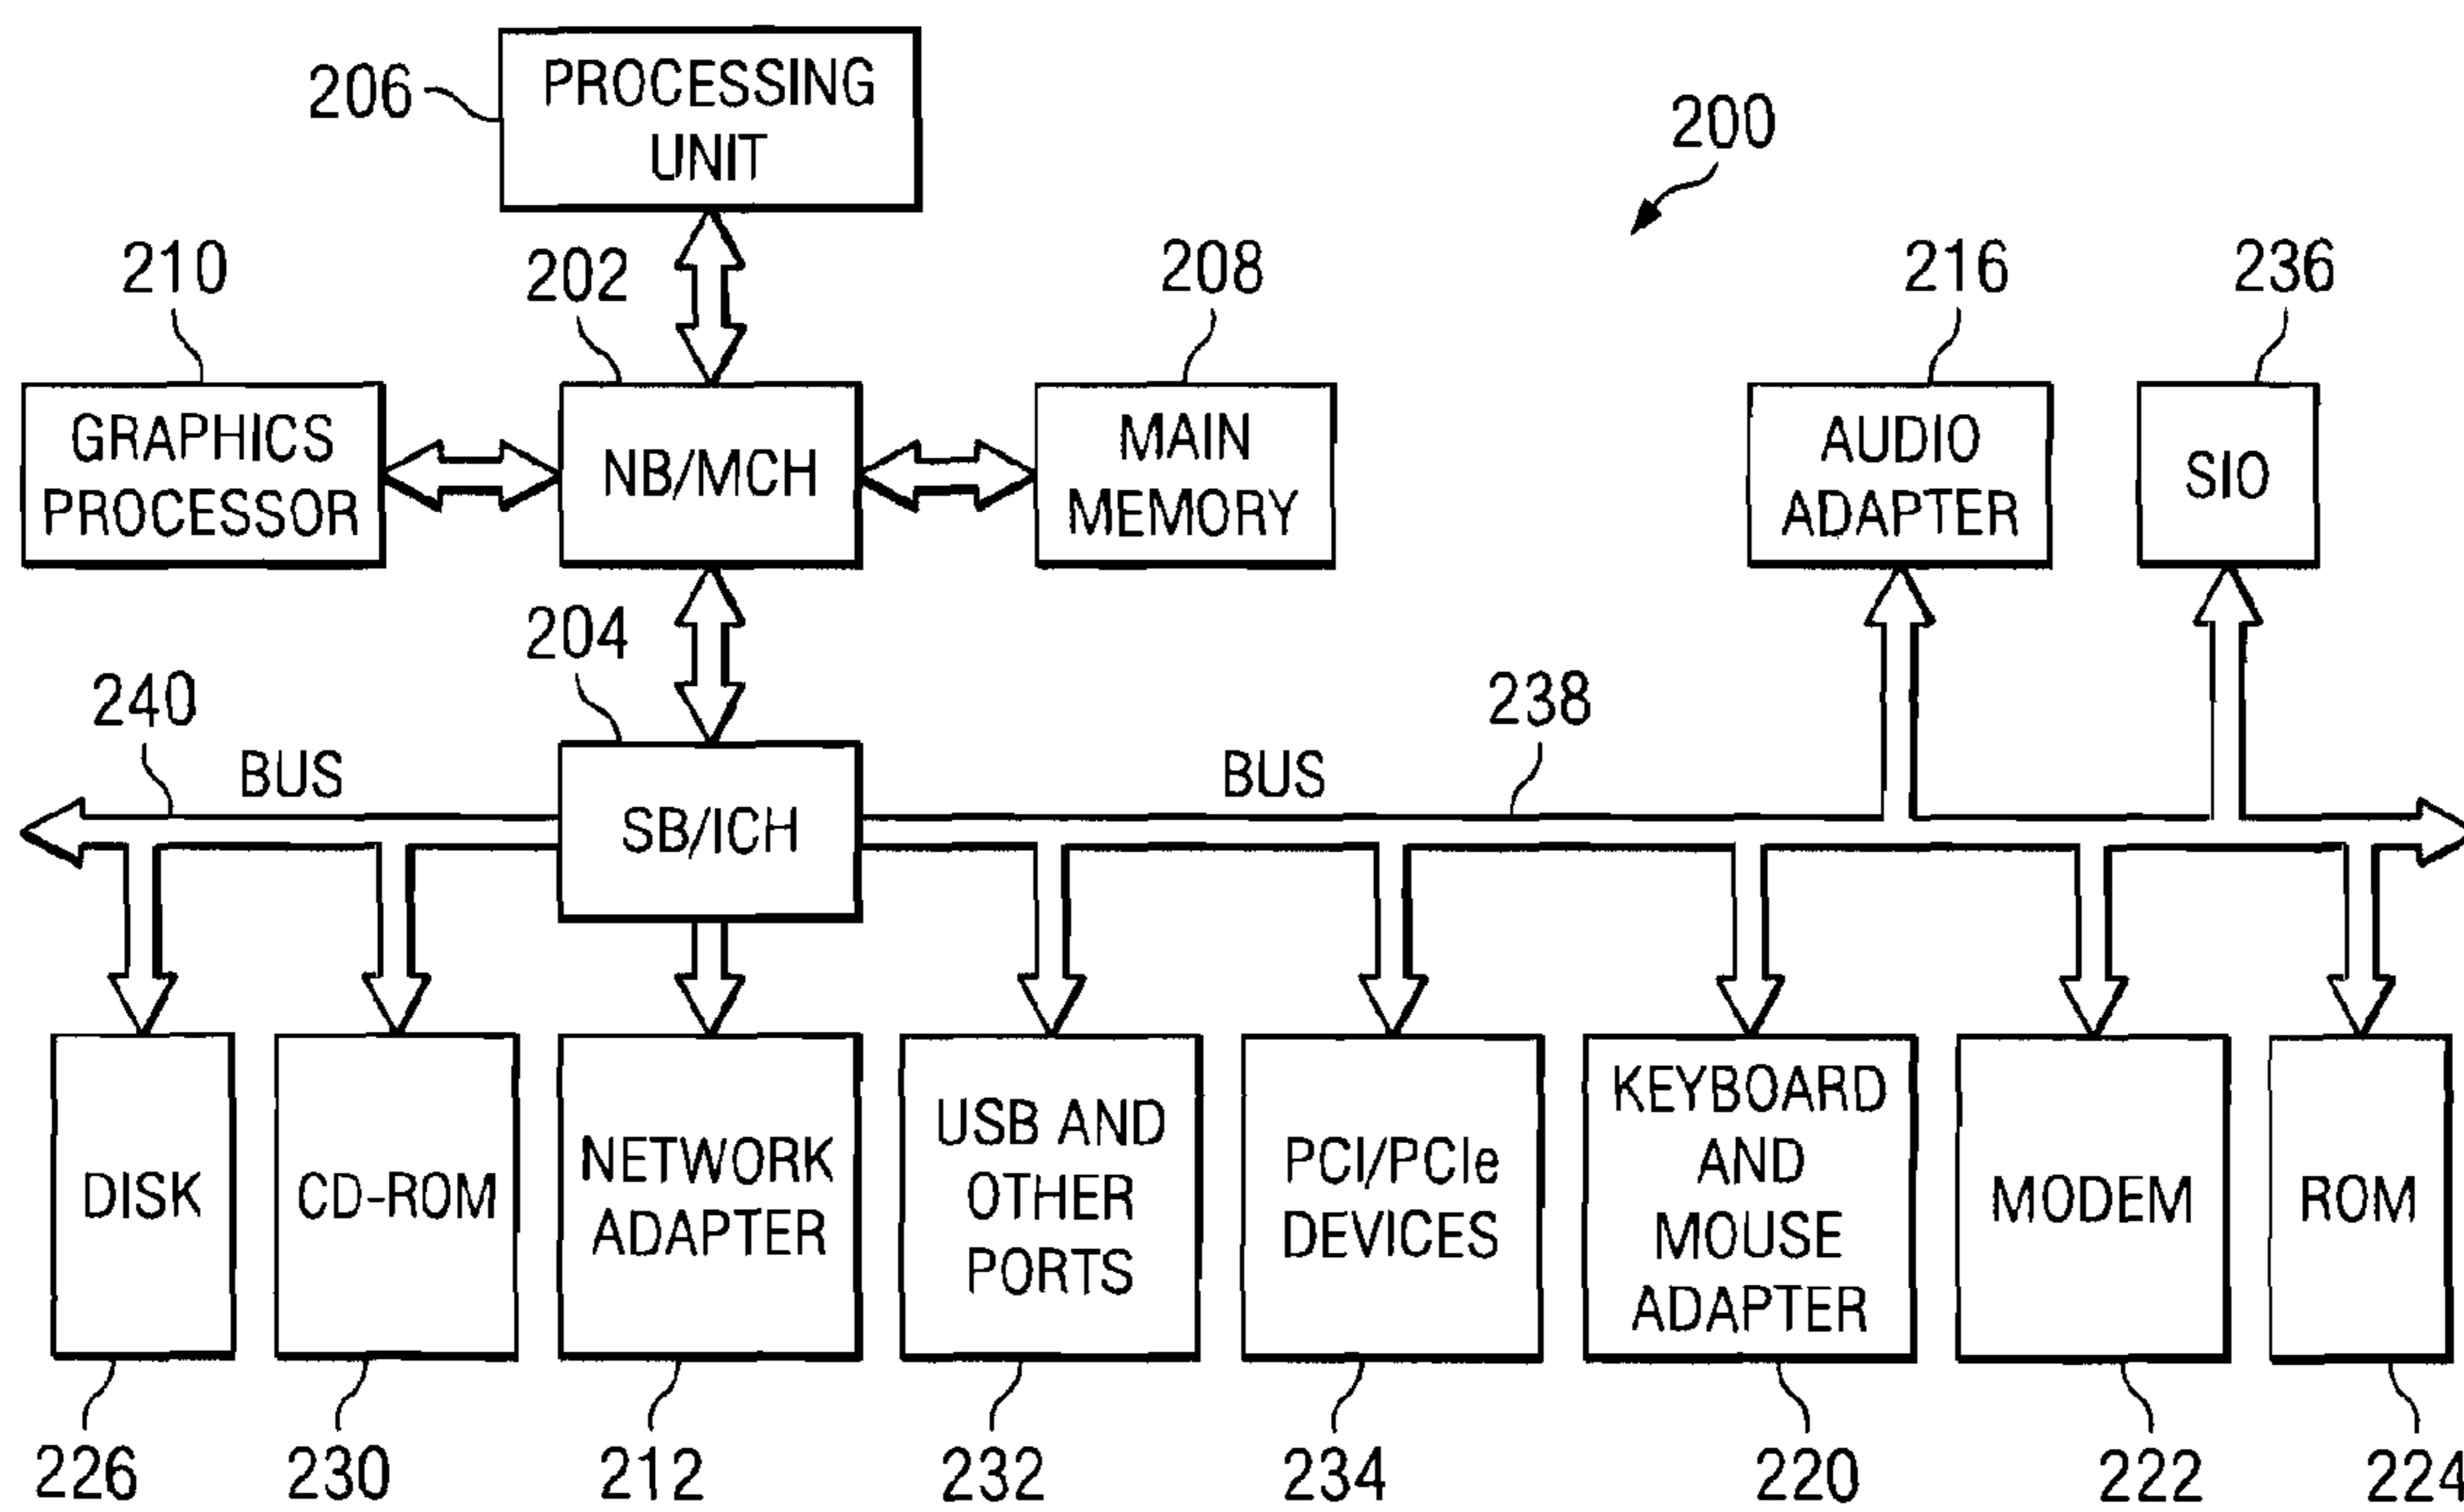 206
PROCESSING
UNIT
200
210
202
208
216
236
GRAPHICS
PROCESSOR
NB/MCH
MAIN
MEMORY
AUDIO
ADAPTER
SIO
204
240
BUS
238
BUS
SB/ICH
DISK
CD-ROM
NETWORK
ADAPTER
USB AND
OTHER
PORTS
PCI/PCIe
DEVICES
KEYBOARD
AND
MOUSE
ADAPTER
MODEM
ROM
226
230
212
232
234
220
222
224